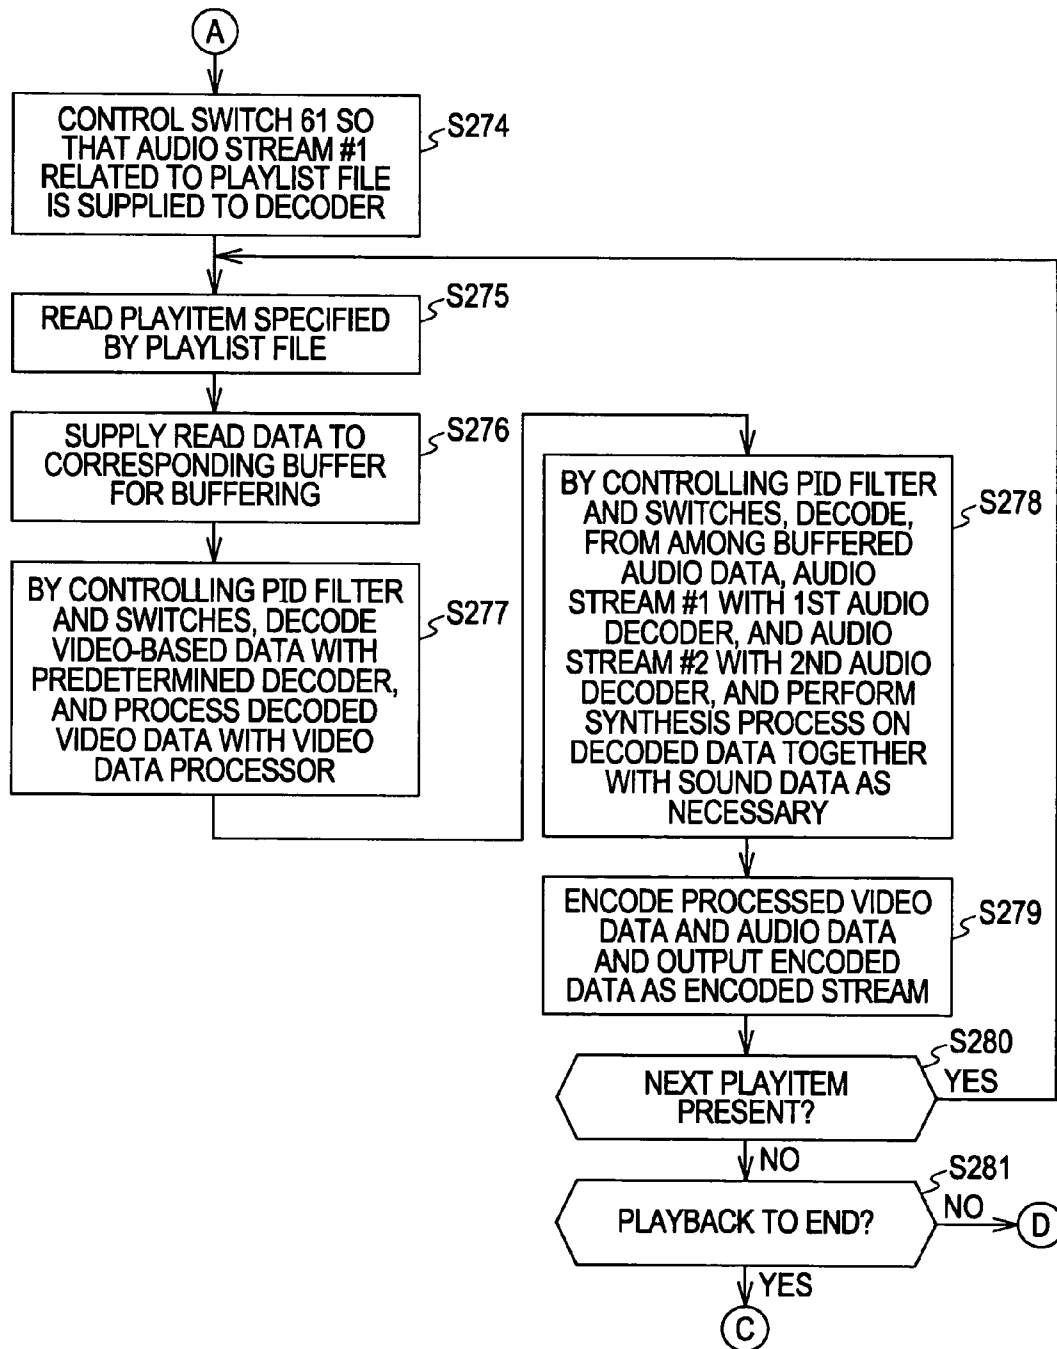 A
CONTROL SWITCH 61 SO
THAT AUDIO STREAM #1
RELATED TO PLAYLIST FILE
IS SUPPLIED TO DECODER
S274
READ PLAYITEM SPECIFIED
BY PLAYLIST FILE
S275
SUPPLY READ DATA TO
CORRESPONDING BUFFER
FOR BUFFERING
S276
BY CONTROLLING PID FILTER
AND SWITCHES, DECODE
VIDEO-BASED DATA WITH
PREDETERMINED DECODER,
AND PROCESS DECODED
VIDEO DATA WITH VIDEO
DATA PROCESSOR
S277
BY CONTROLLING PID FILTER
AND SWITCHES, DECODE,
FROM AMONG BUFFERED
AUDIO DATA, AUDIO
STREAM #1 WITH 1ST AUDIO
DECODER, AND AUDIO
STREAM #2 WITH 2ND AUDIO
DECODER, AND PERFORM
SYNTHESIS PROCESS ON
DECODED DATA TOGETHER
WITH SOUND DATA AS
NECESSARY
S278
ENCODE PROCESSED VIDEO
DATA AND AUDIO DATA
AND OUTPUT ENCODED
DATA AS ENCODED STREAM
S279
NEXT PLAYITEM
PRESENT?
S280
YES
NO
PLAYBACK TO END?
S281
NO
D
YES
C